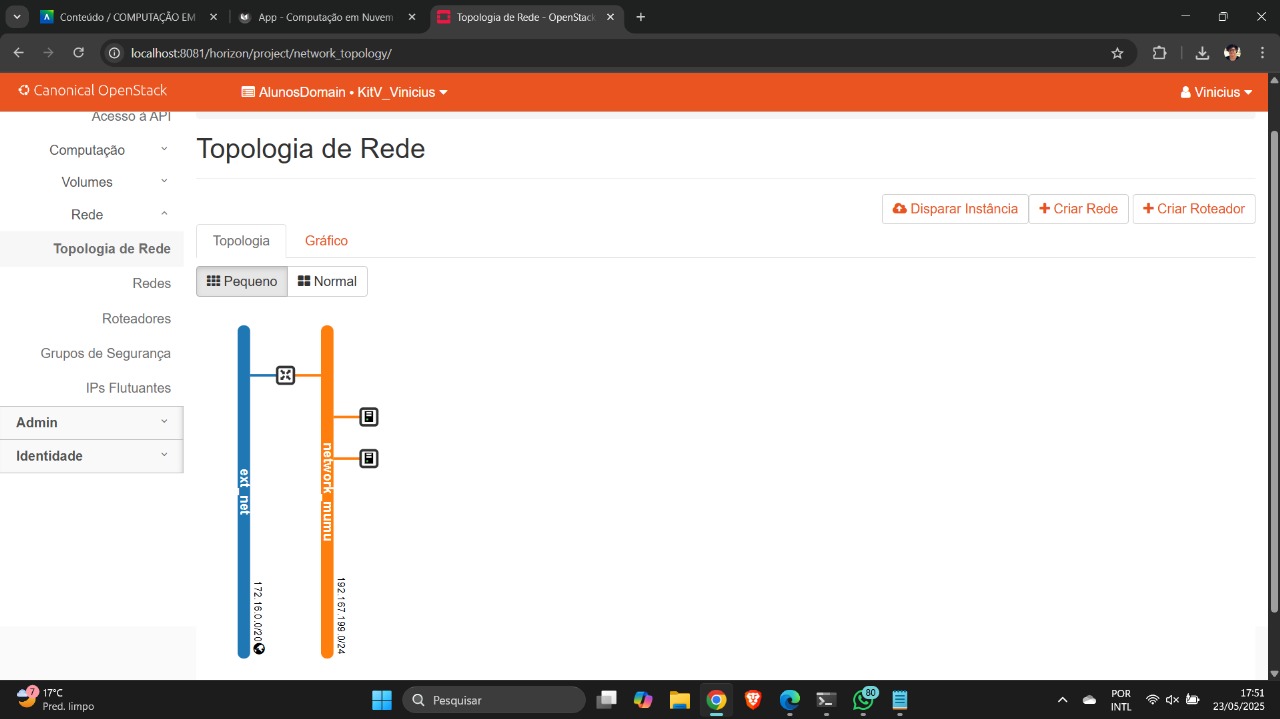 Conteúdo / COMPUTAÇÃO EM
App - Computação em Nuvem
Topologia de Rede - OpenStack
localhost:8081/horizon/project/network_topology/
Canonical OpenStack
AlunosDomain • KitV_Vinicius
Vinicius
Acesso à API
Computação
Volumes
Rede
Topologia de Rede
Redes
Roteadores
Grupos de Segurança
IPs Flutuantes
Admin
Identidade
Topologia de Rede
Disparar Instância
Criar Rede
Criar Roteador
Topologia
Gráfico
Pequeno
Normal
ext_net
172.16.0.0/20
network_mumu
192.167.199.0/24
7
17°C
Pred. limpo
Pesquisar
80
POR
INTL
17:51
23/05/2025